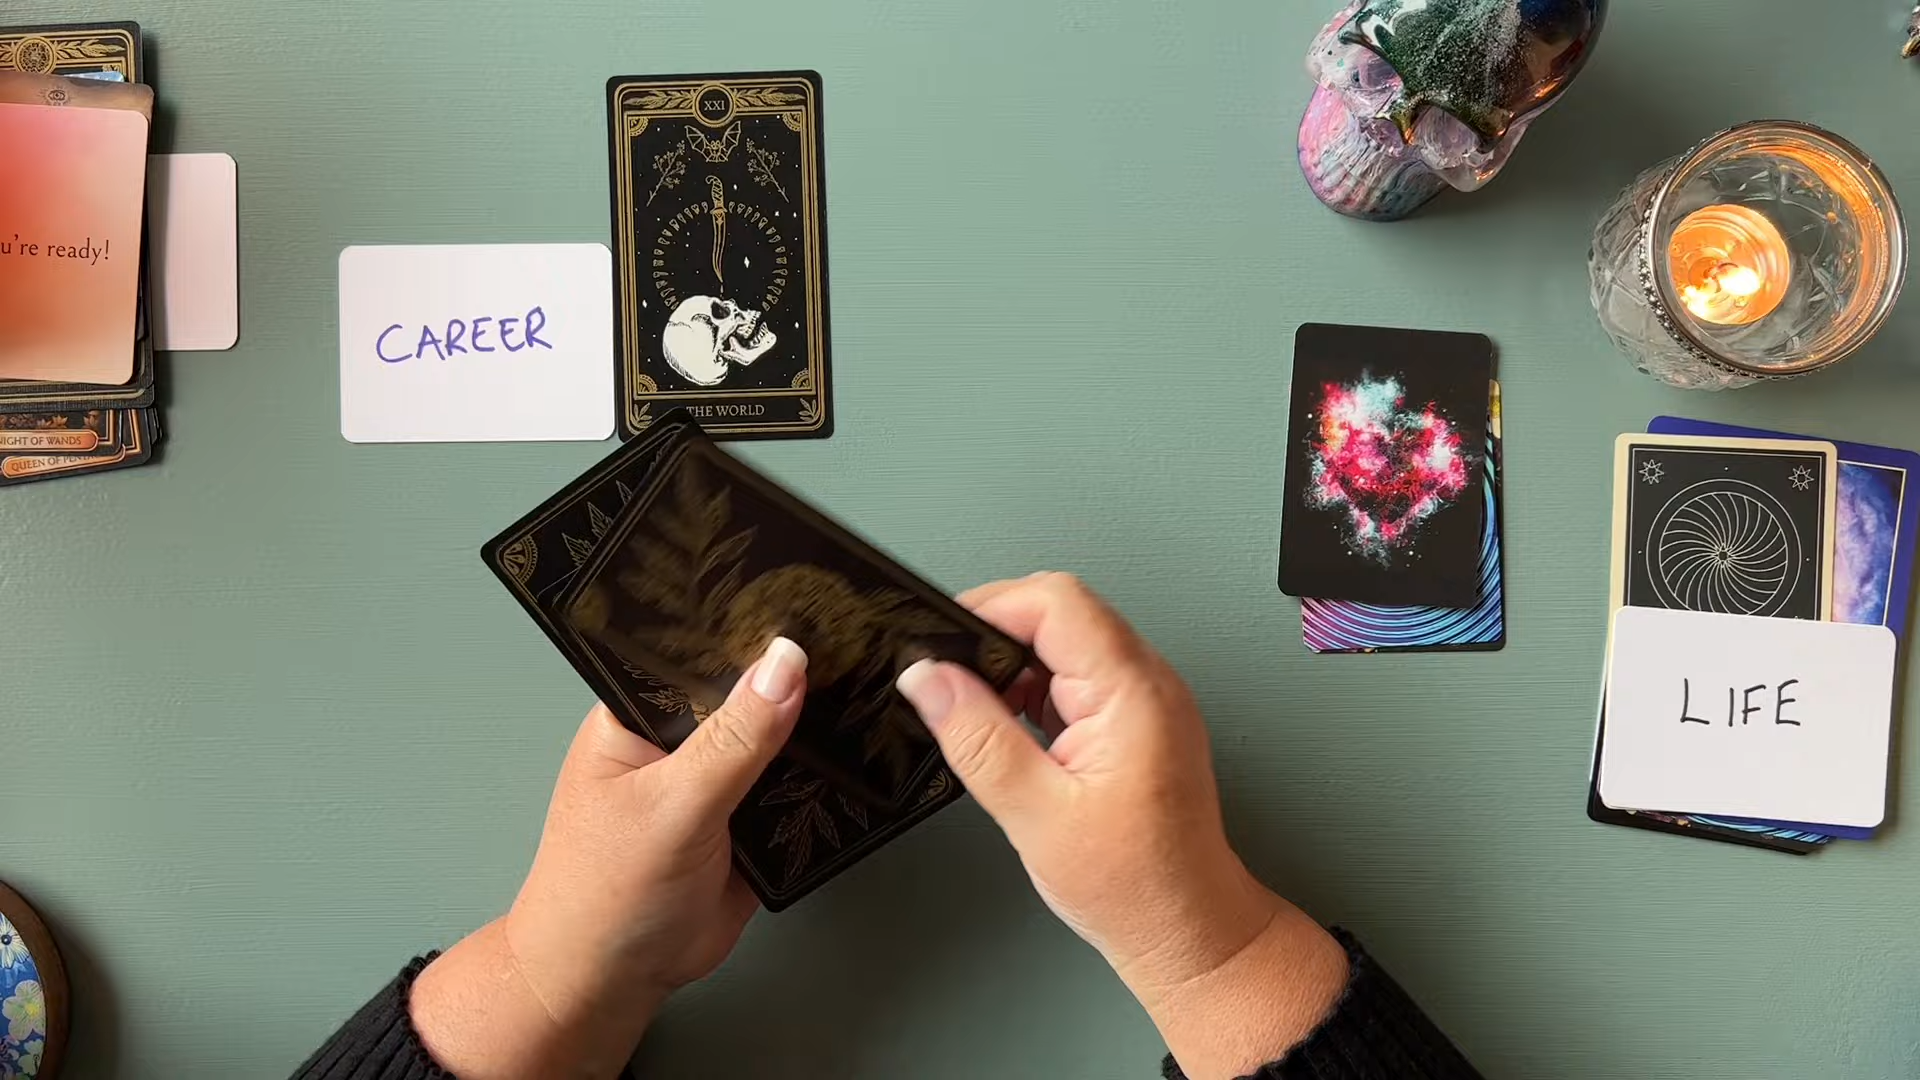 u're ready!
NIGHT OF WANDS
QUEEN OF
CAREER
XXI
THE WORLD
LIFE